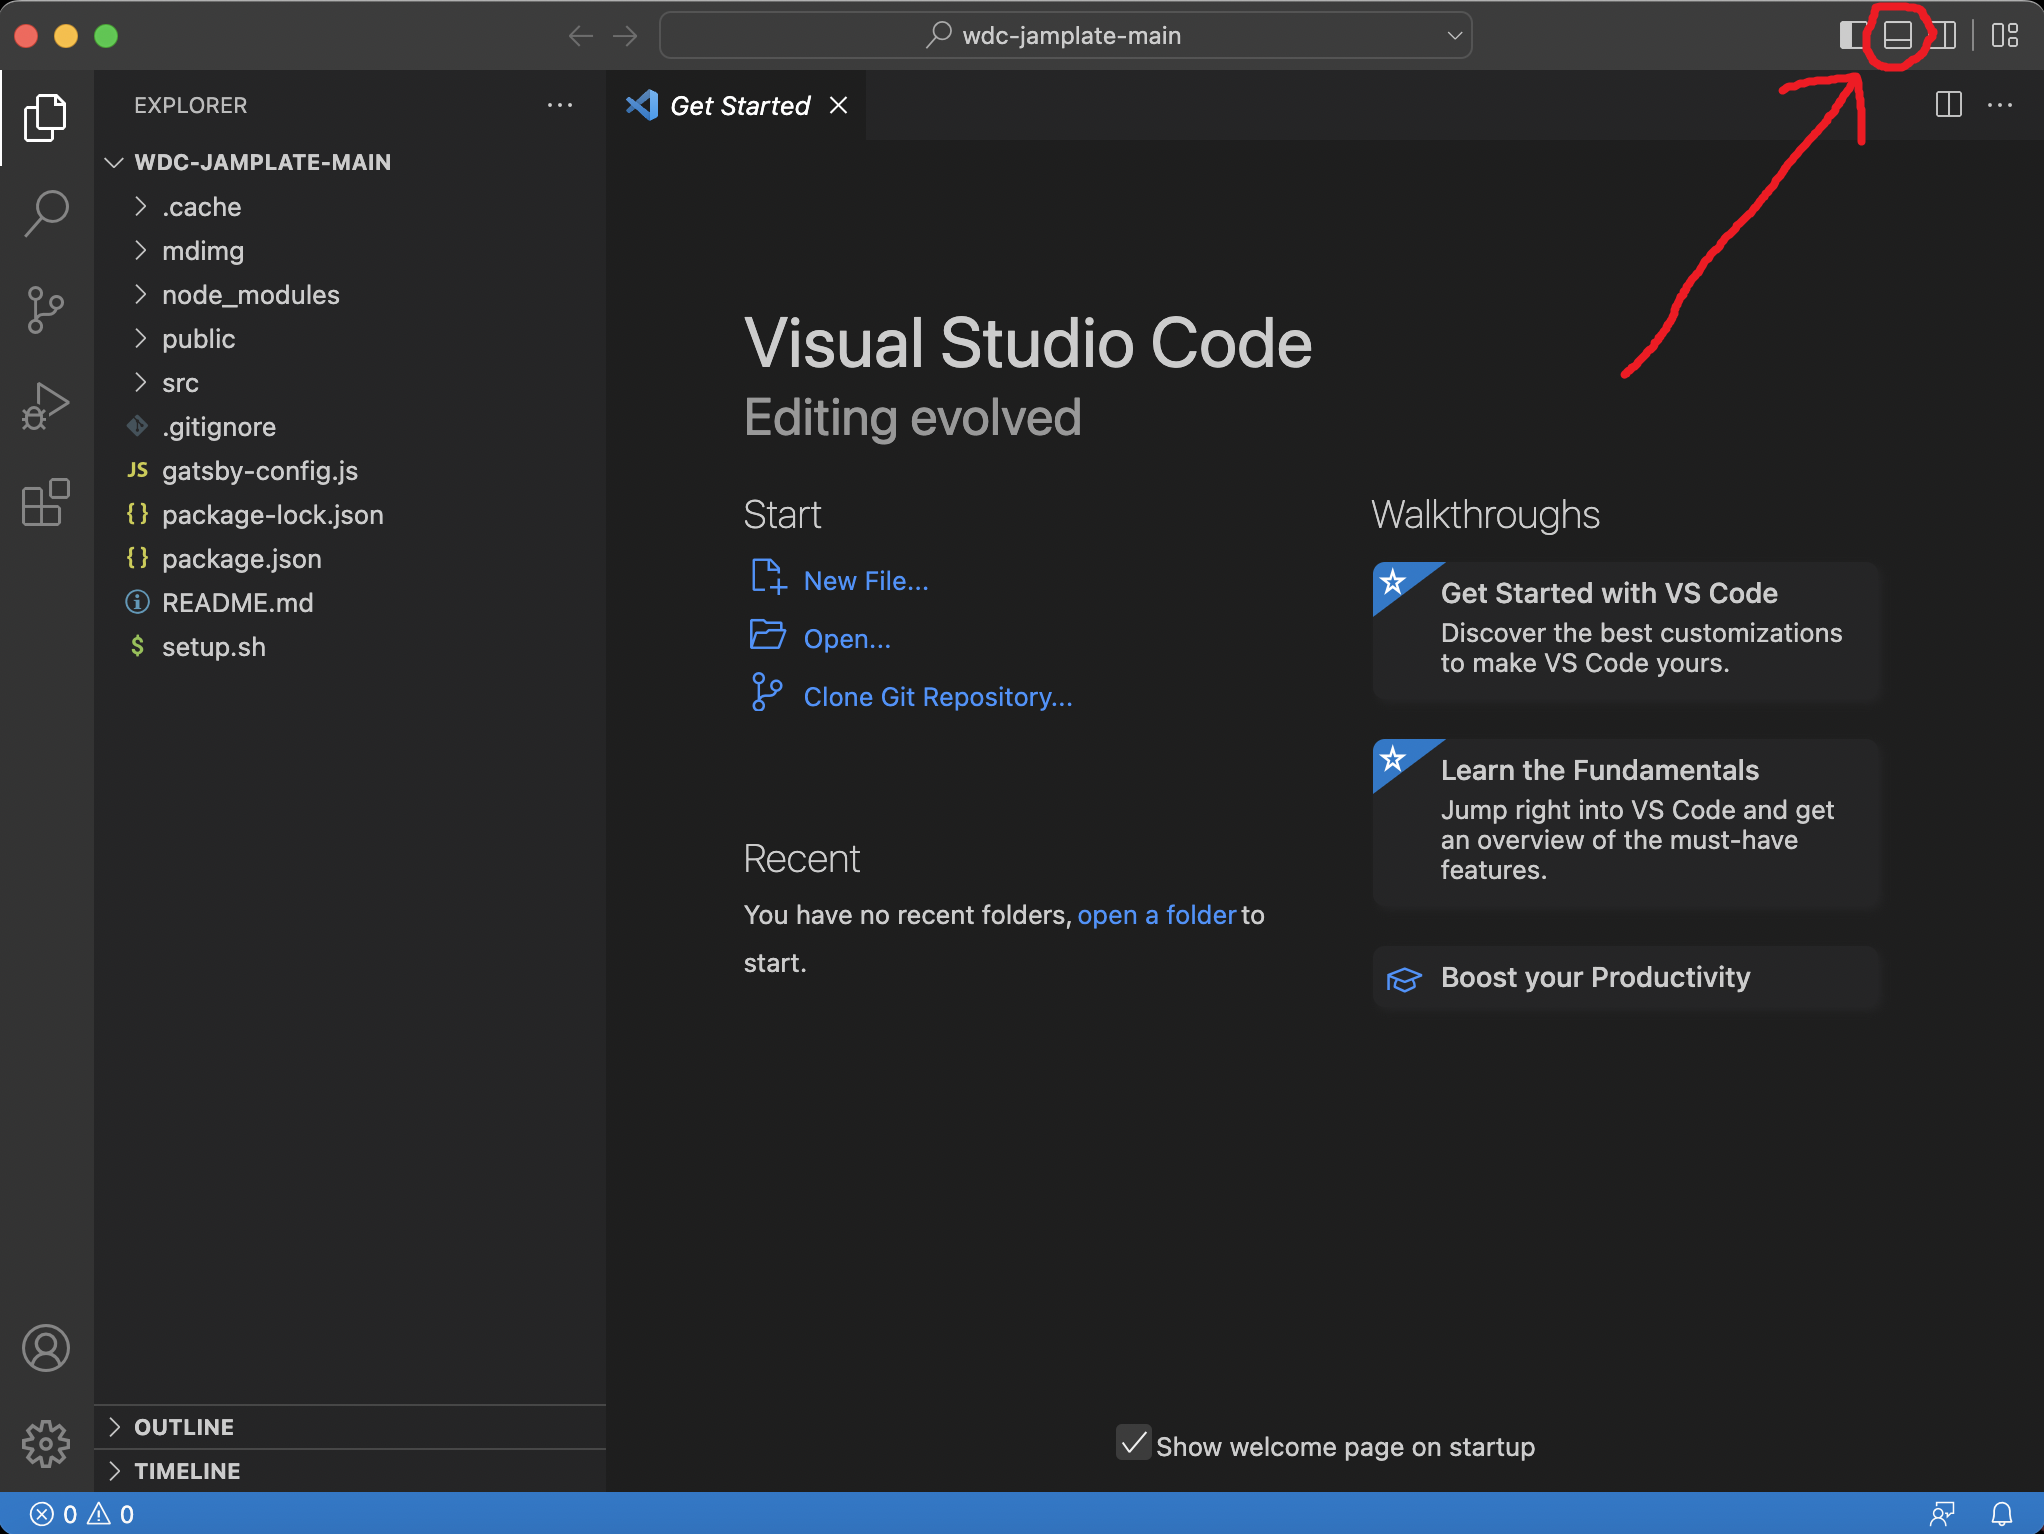 wdc-jamplate-main
EXPLORER
Get Started
WDC-JAMPLATE-MAIN
.cache
mdimg
node_modules
public
src
.gitignore
JS gatsby-config.js
{} package-lock.json
{} package.json
README.md
$ setup.sh
OUTLINE
TIMELINE
Visual Studio Code
Editing evolved
Start
New File...
Open...
Clone Git Repository...
Recent
You have no recent folders, open a folder to
start.
Walkthroughs
Get Started with VS Code
Discover the best customizations
to make VS Code yours.
Learn the Fundamentals
Jump right into VS Code and get
an overview of the must-have
features.
Boost your Productivity
Show welcome page on startup
0 0